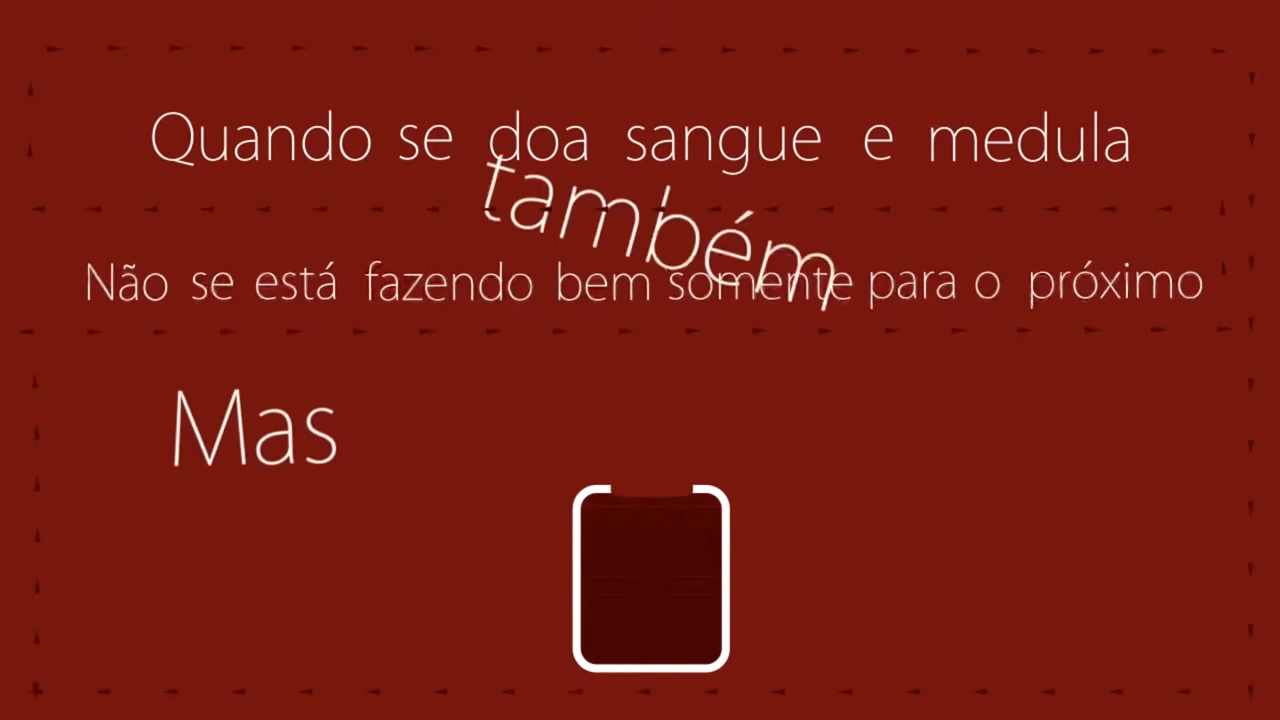 Quando se doa sangue e medula
também
Não se está fazendo bem somente para o próximo
Mas